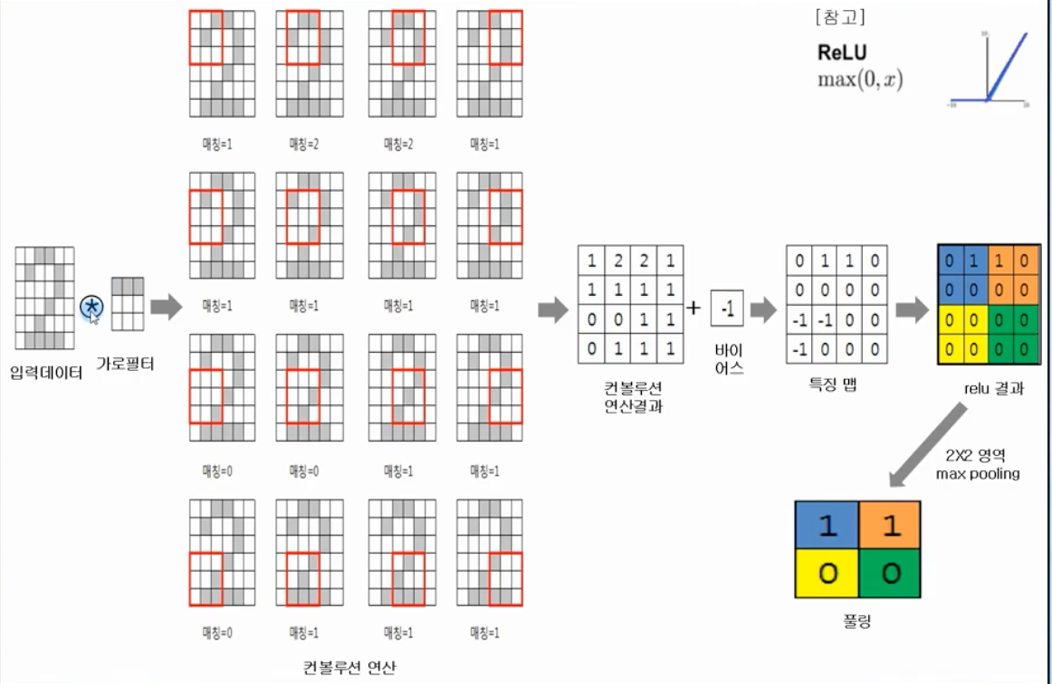 [참고]
ReLU
max(0, x)
매칭=1
매칭=2
매칭=2
매칭=1
매칭=1
매칭=1
매칭=1
매칭=1
매칭=0
매칭=0
매칭=1
매칭=1
매칭=0
매칭=1
매칭=1
매칭=1
컨볼루션 연산
입력데이터
*
가로필터
1 2 2 1
1 1 1 1
0 0 1 1
0 1 1 1
컨볼루션
연산결과
+
-1
바이
어스
0 1 1 0
0 0 0 0
-1 -1 0 0
-1 0 0 0
특징 맵
0 1 1 0
0 0 0 0
0 0 0 0
0 0 0 0
relu 결과
2X2 영역
max pooling
1 1
0 0
풀링